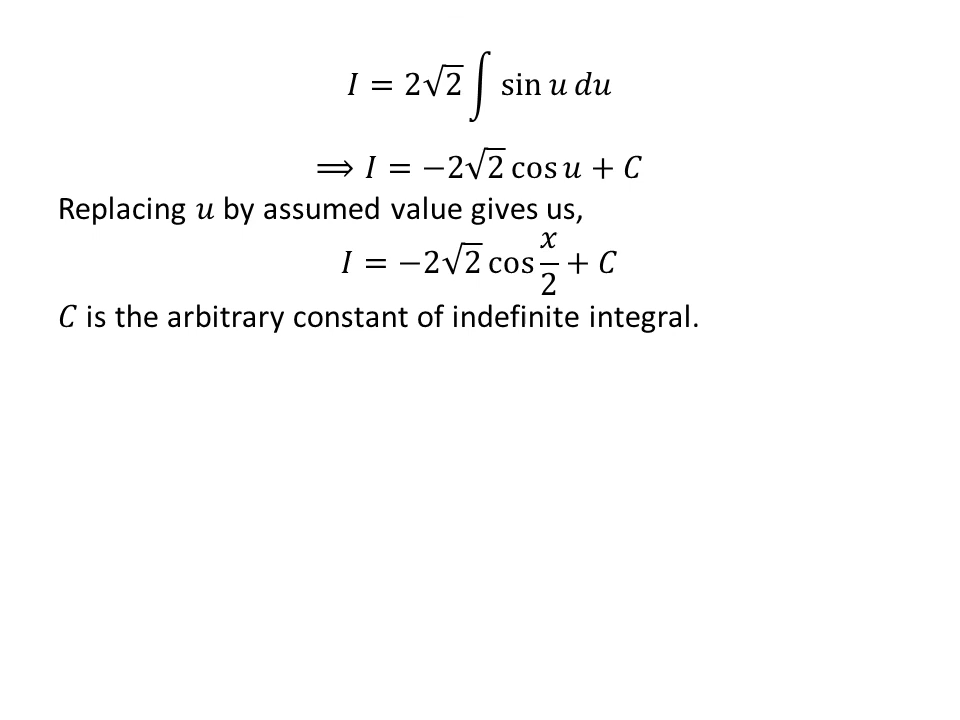 𝐼 = 2√2 ∫ sin 𝑢 𝑑𝑢
⟹ 𝐼 = −2√2 cos 𝑢 + 𝐶
Replacing 𝑢 by assumed value gives us,
𝐼 = −2√2 cos 𝑥/2 + 𝐶
𝐶 is the arbitrary constant of indefinite integral.